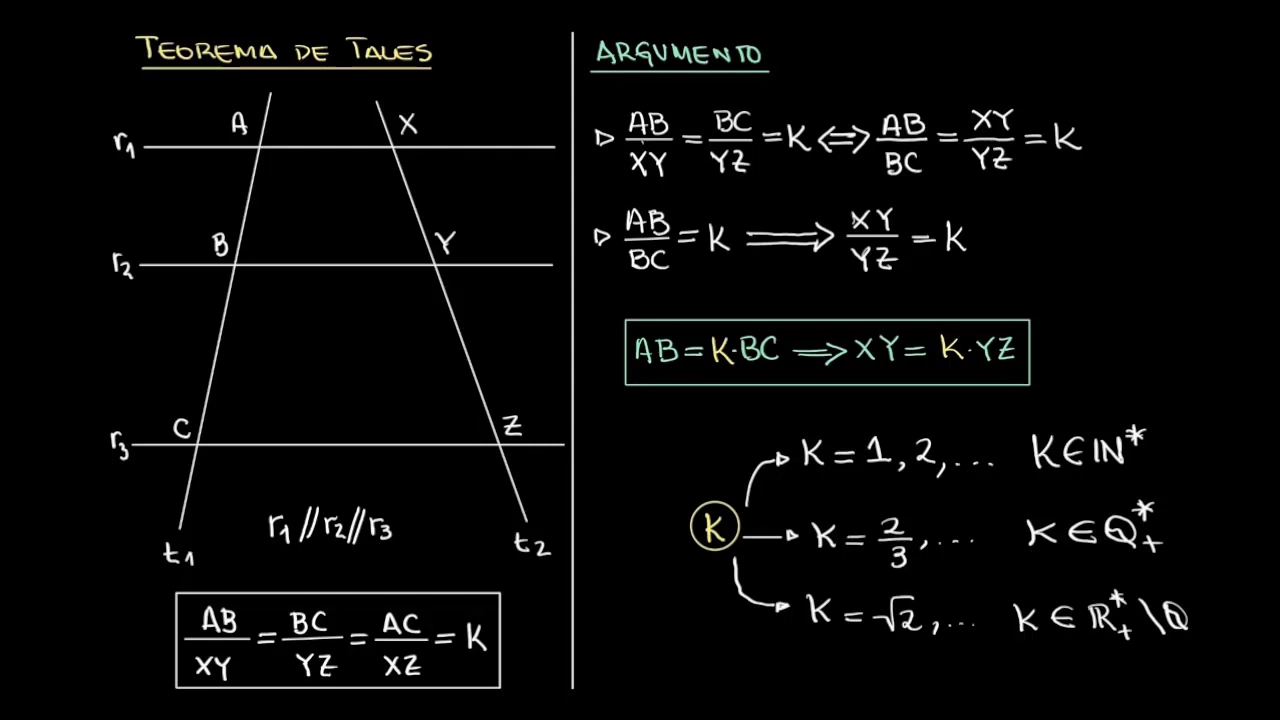 TEOREMA DE TALES
A X
r1
B Y
r2
C Z
r3
r1 // r2 // r3
t1 t2
AB/XY = BC/YZ = AC/XZ = K
ARGUMENTO
▷ AB/XY = BC/YZ = K ⟺ AB/BC = XY/YZ = K
▷ AB/BC = K ⟹ XY/YZ = K
AB = K·BC ⟹ XY = K·YZ
K
K = 1, 2, ... K ∈ ℕ*
K = 2/3, ... K ∈ ℚ*₊
K = √2, ... K ∈ ℝ*₊ \ ℚ